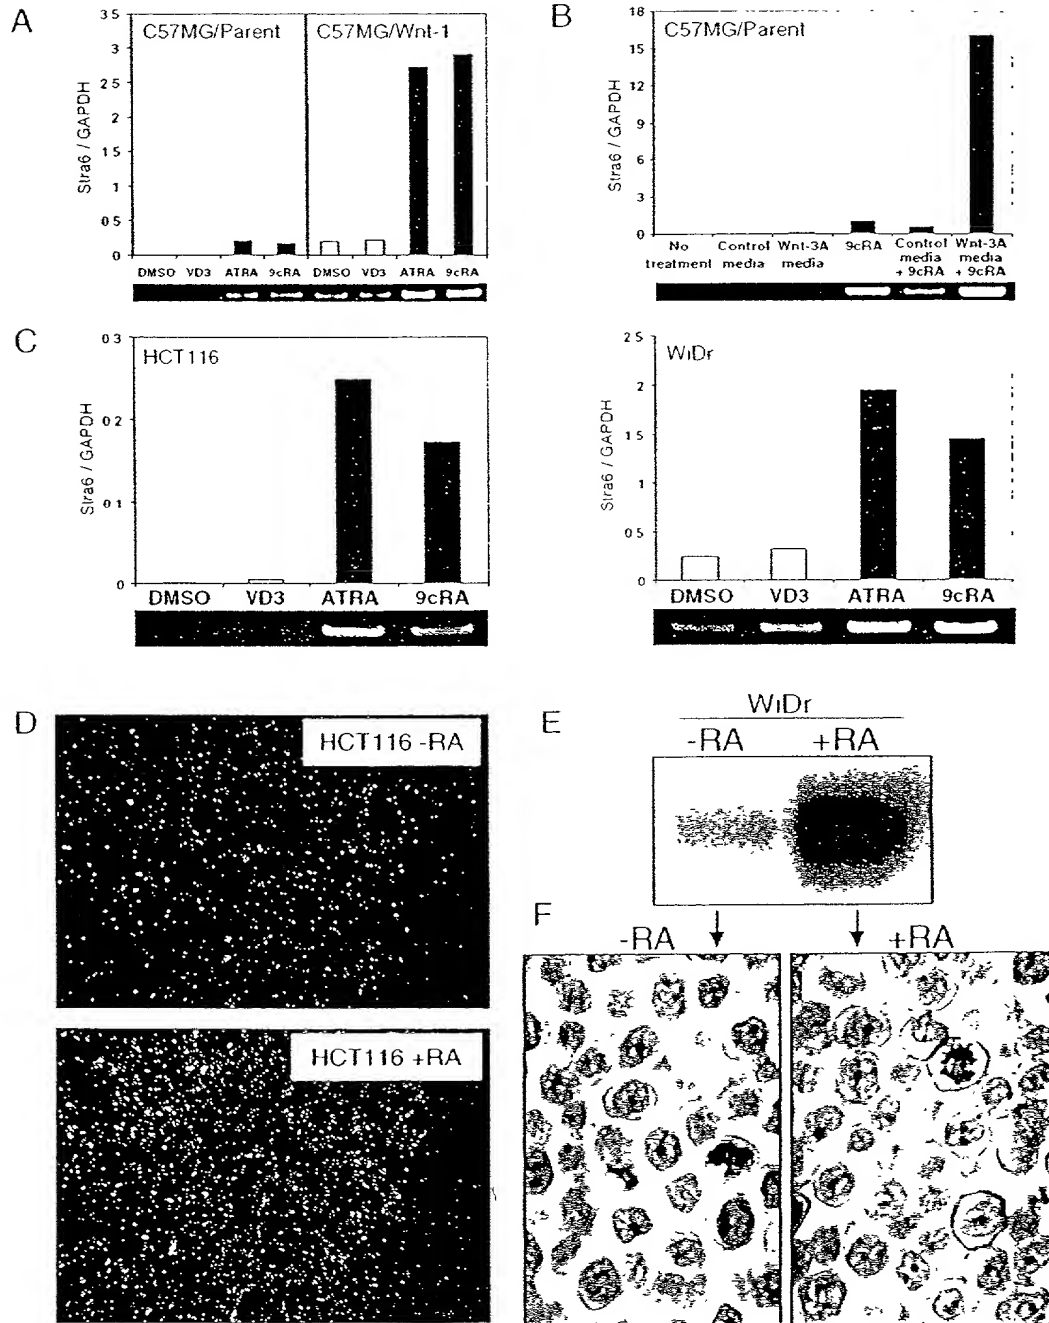 A
C57MG/Parent
C57MG/Wnt-1
Stra6 / GAPDH
3.5
3
2.5
2
1.5
1
0.5
0
DMSO VD3 ATRA 9cRA DMSO VD3 ATRA 9cRA
B
C57MG/Parent
Stra6 / GAPDH
18
15
12
9
6
3
0
No treatment
Control media
Wnt-3A media
9cRA
Control media + 9cRA
Wnt-3A media + 9cRA
C
HCT116
Stra6 / GAPDH
0.3
0.2
0.1
0
DMSO VD3 ATRA 9cRA
WiDr
Stra6 / GAPDH
2.5
2
1.5
1
0.5
0
DMSO VD3 ATRA 9cRA
D
HCT116 -RA
HCT116 +RA
E
WiDr
-RA +RA
F
-RA
+RA